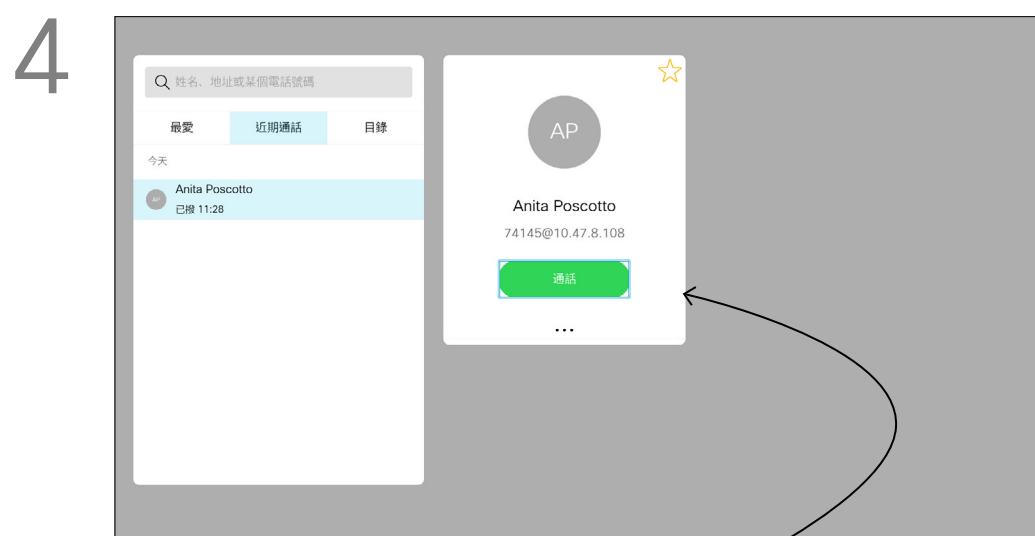 4
姓名、地址或某個電話號碼
最愛 近期通話 目錄
今天
AP
Anita Poscotto
已撥 11:28
AP
Anita Poscotto
74145@10.47.8.108
通話
...